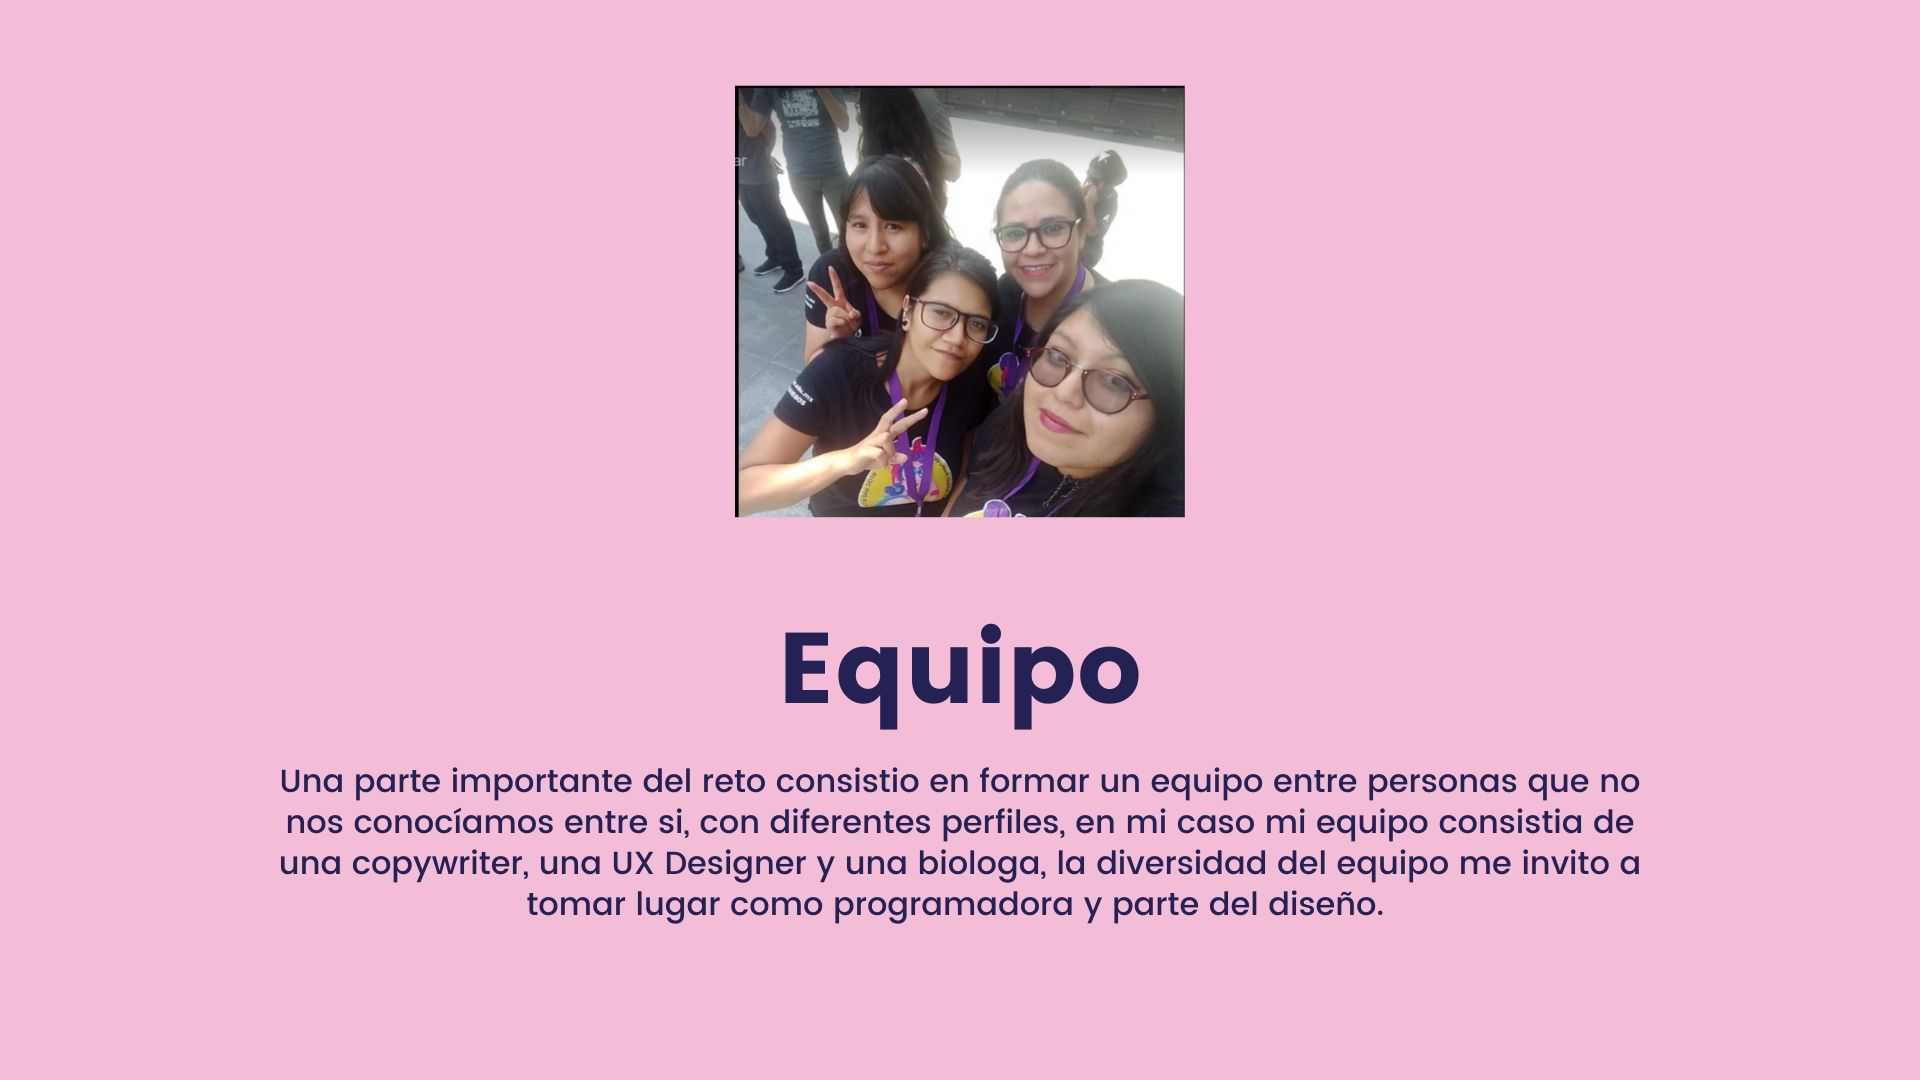 ar
Equipo
Una parte importante del reto consistio en formar un equipo entre personas que no
nos conocíamos entre si, con diferentes perfiles, en mi caso mi equipo consistia de
una copywriter, una UX Designer y una biologa, la diversidad del equipo me invito a
tomar lugar como programadora y parte del diseño.